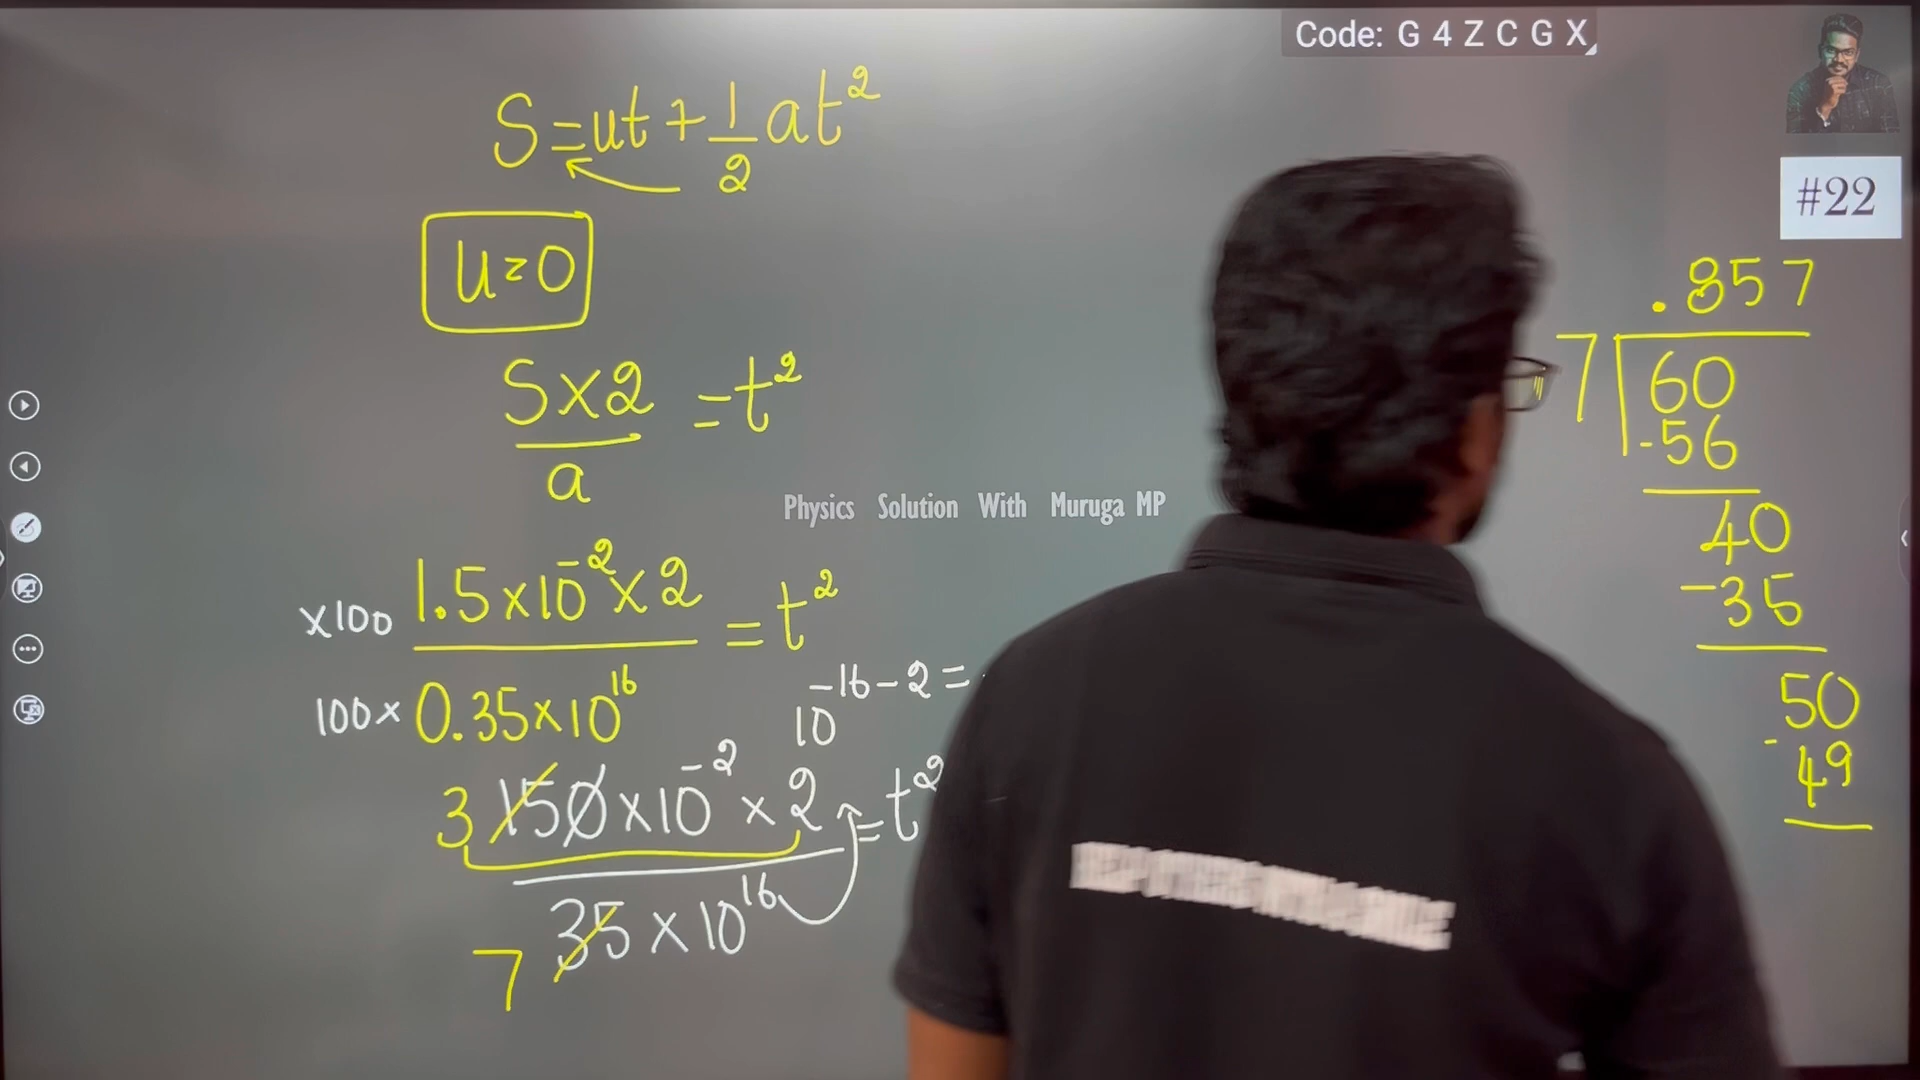 Code: G 4 Z C G X
#22
S=ut+1/2 at²
u=0
S×2/a =t²
×100 1.5×10⁻²×2 =t²
100× 0.35×10¹⁶
10⁻¹⁶⁻² =
3 150×10⁻²×2 =t²
7 35×10¹⁶
Physics Solution With Muruga MP
.857
7 60
-56
40
-35
50
-49